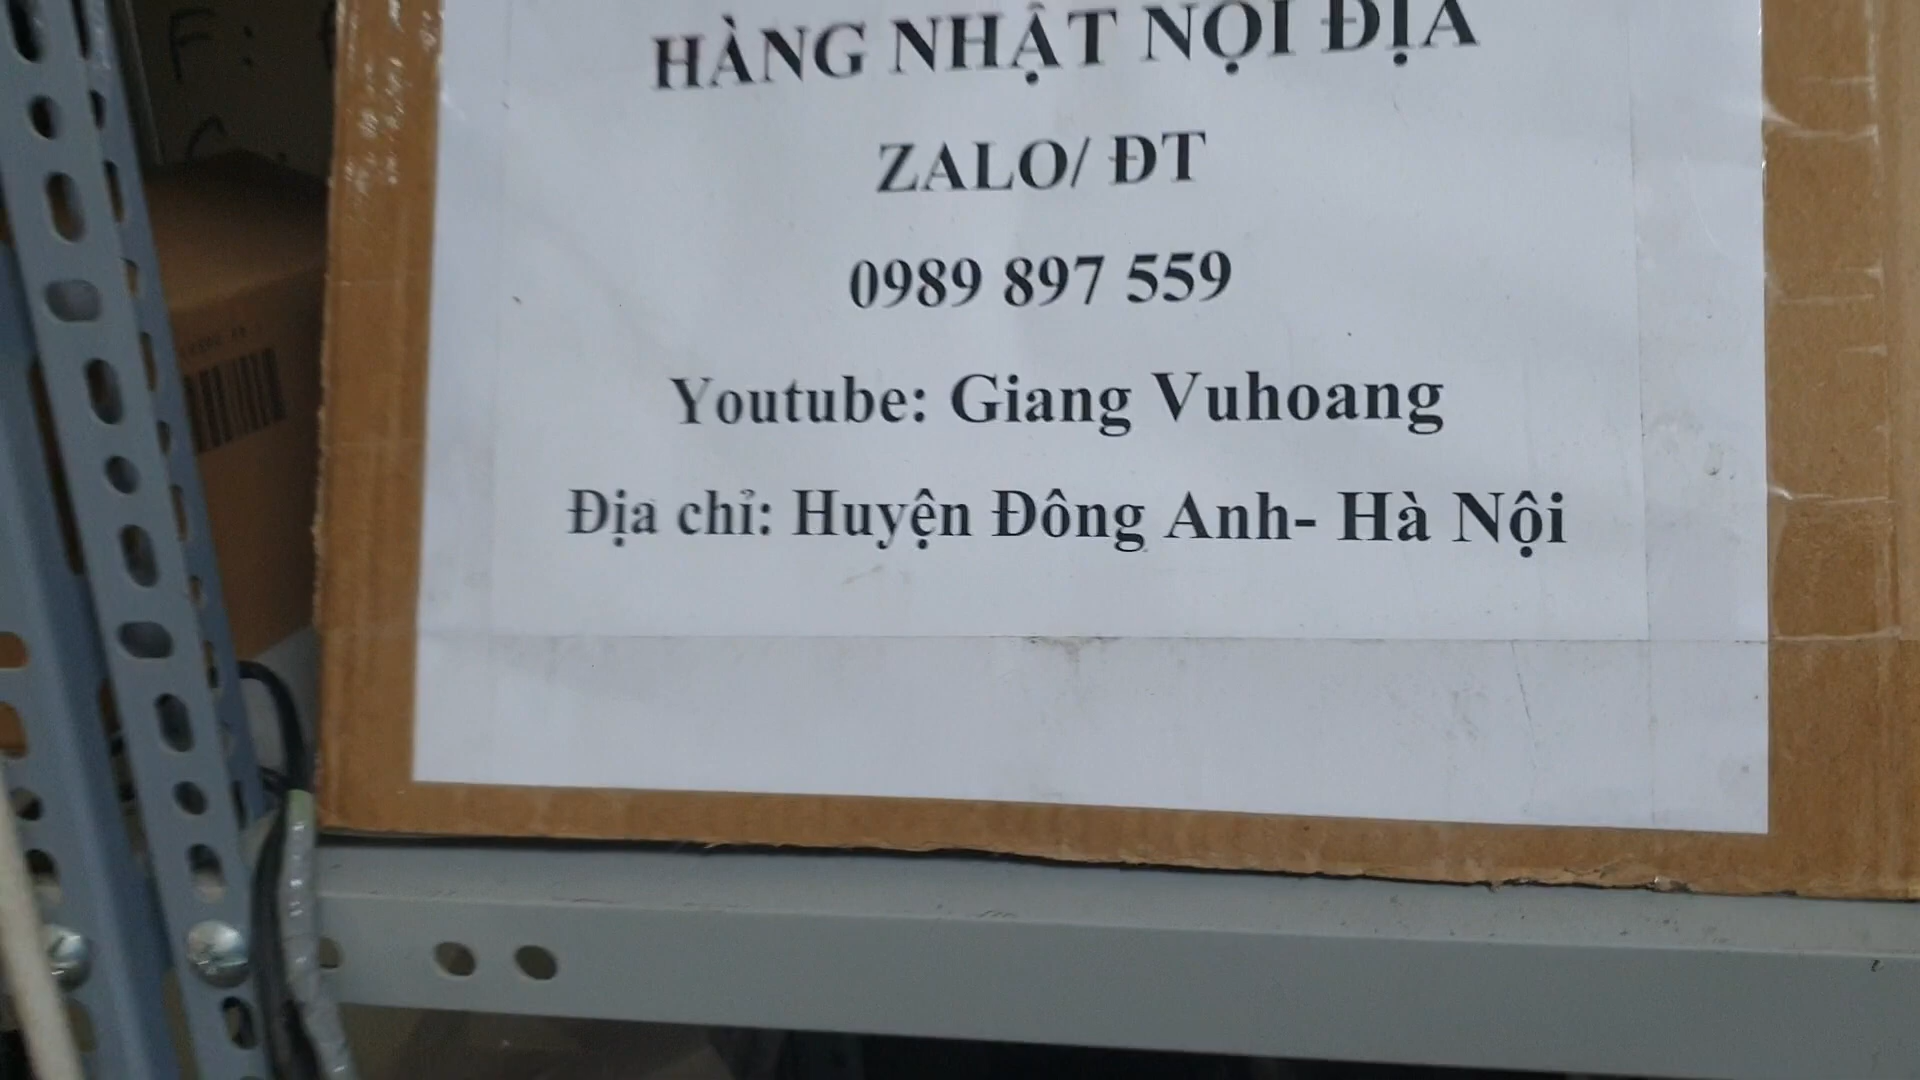 HÀNG NHẬT NỘI ĐỊA
ZALO/ ĐT
0989 897 559
Youtube: Giang Vuhoang
Địa chỉ: Huyện Đông Anh- Hà Nội
F: